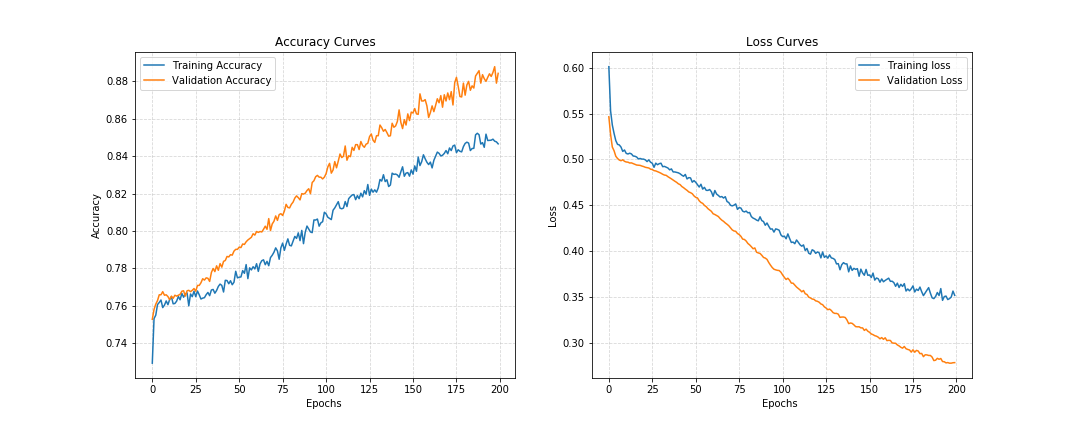 Accuracy Curves
Training Accuracy
Validation Accuracy
0.88
0.86
0.84
0.82
0.80
0.78
0.76
0.74
Accuracy
0 25 50 75 100 125 150 175 200
Epochs
Loss Curves
Training loss
Validation Loss
0.60
0.55
0.50
0.45
0.40
0.35
0.30
Loss
0 25 50 75 100 125 150 175 200
Epochs